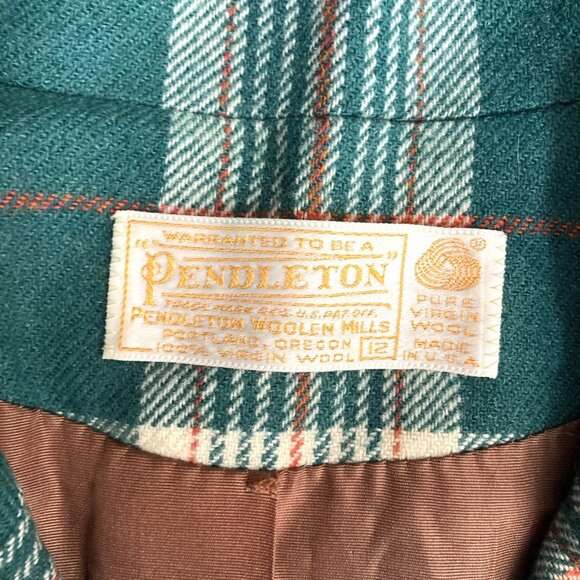 WARRANTED TO BE A
"PENDLETON"
TRADE MARK REG. U.S. PAT. OFF.
PENDLETON WOOLEN MILLS
PORTLAND, OREGON
100% VIRGIN WOOL 12
®
PURE
VIRGIN
WOOL
MADE
IN U.S.A.